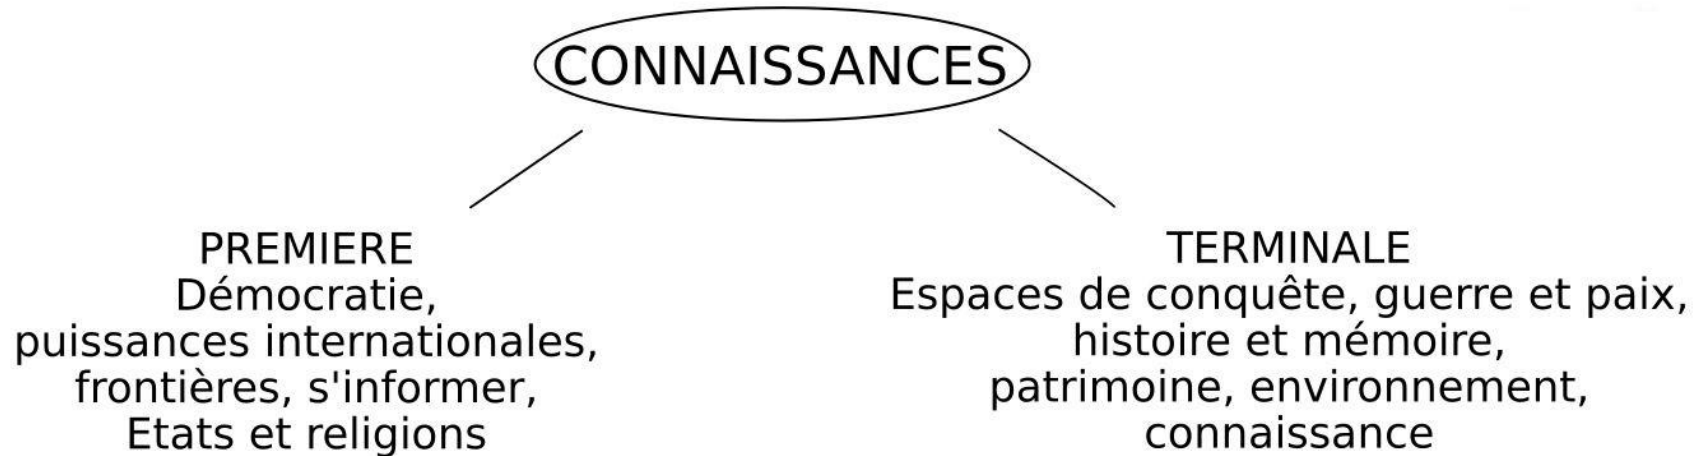 CONNAISSANCES
PREMIERE
Démocratie,
puissances internationales,
frontières, s'informer,
Etats et religions
TERMINALE
Espaces de conquête, guerre et paix,
histoire et mémoire,
patrimoine, environnement,
connaissance